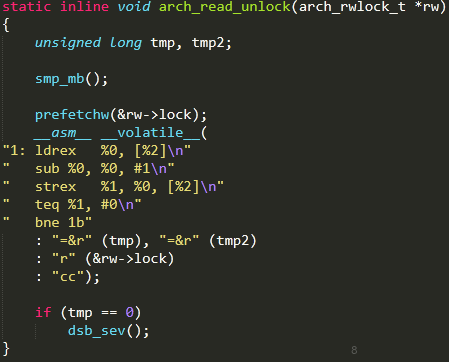 static inline void arch_read_unlock(arch_rwlock_t *rw)
{
    unsigned long tmp, tmp2;

    smp_mb();

    prefetchw(&rw->lock);
    __asm__ __volatile__(
"1: ldrex   %0, [%2]\n"
"   sub %0, %0, #1\n"
"   strex   %1, %0, [%2]\n"
"   teq %1, #0\n"
"   bne 1b"
    : "=&r" (tmp), "=&r" (tmp2)
    : "r" (&rw->lock)
    : "cc");

    if (tmp == 0)
        dsb_sev();
8
}